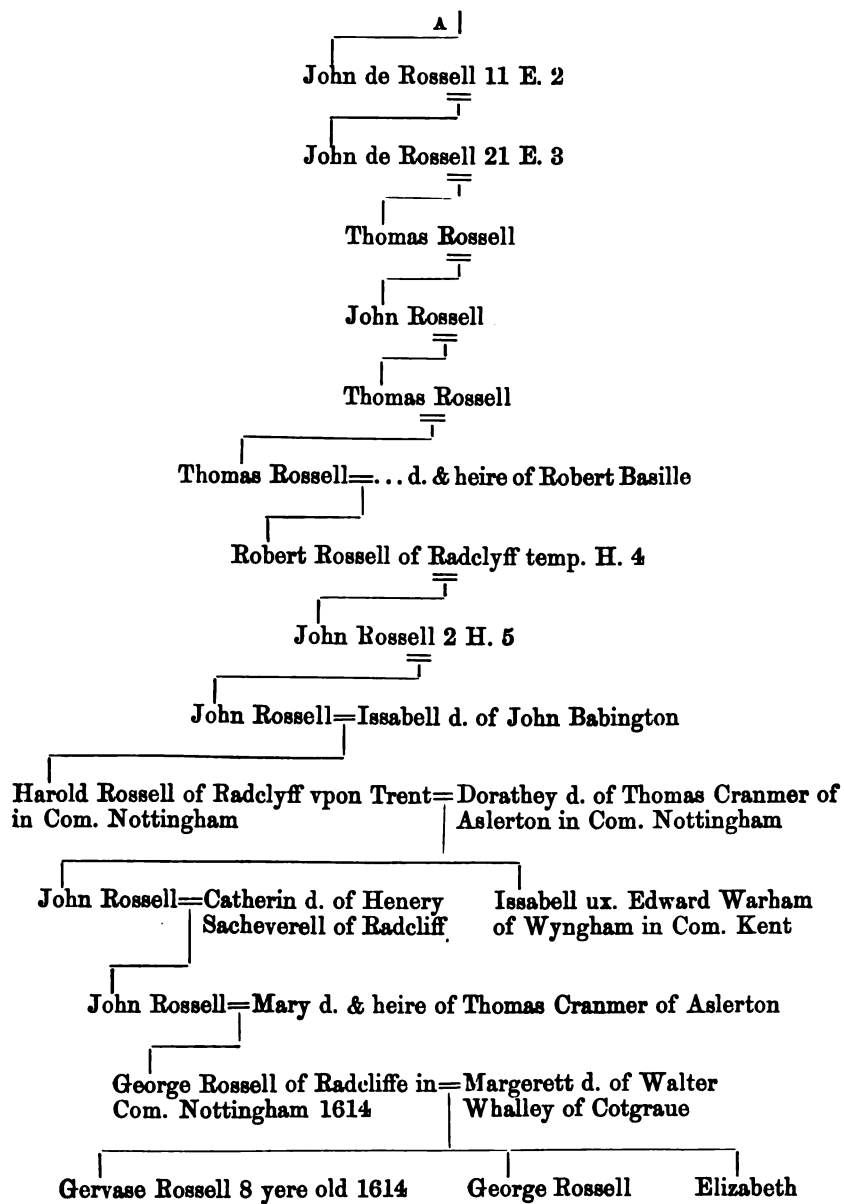 A
John de Rossell 11 E. 2
John de Rossell 21 E. 3
Thomas Rossell
John Rossell
Thomas Rossell
Thomas Rossell=... d. & heire of Robert Basille
Robert Rossell of Radclyff temp. H. 4
John Rossell 2 H. 5
John Rossell=Issabell d. of John Babington
Harold Rossell of Radclyff vpon Trent=Dorathey d. of Thomas Cranmer of
in Com. Nottingham Aslerton in Com. Nottingham
John Rossell=Catherin d. of Henery Issabell ux. Edward Warham
Sacheverell of Radcliff of Wyngham in Com. Kent
John Rossell=Mary d. & heire of Thomas Cranmer of Aslerton
George Rossell of Radcliffe in=Margerett d. of Walter
Com. Nottingham 1614 Whalley of Cotgraue
Gervase Rossell 8 yere old 1614 George Rossell Elizabeth